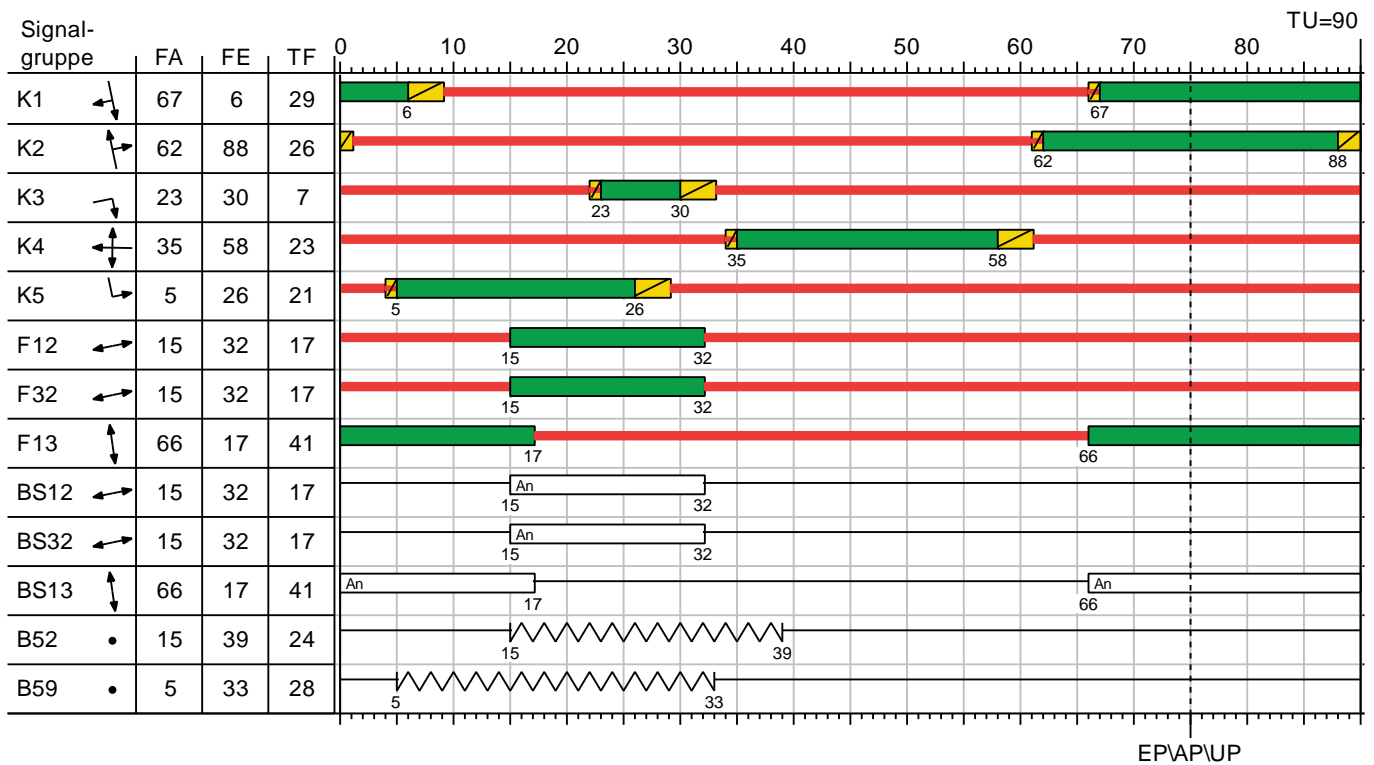 TU=90
Signal-
gruppe FA FE TF 0 10 20 30 40 50 60 70 80
K1 67 6 29
6 67
K2 62 88 26
62 88
K3 23 30 7
23 30
K4 35 58 23
35 58
K5 5 26 21
5 26
F12 15 32 17
15 32
F32 15 32 17
15 32
F13 66 17 41
17 66
BS12 15 32 17 An
15 32
BS32 15 32 17 An
15 32
BS13 66 17 41 An An
17 66
B52 15 39 24
15 39
B59 5 33 28
5 33
EP\AP\UP